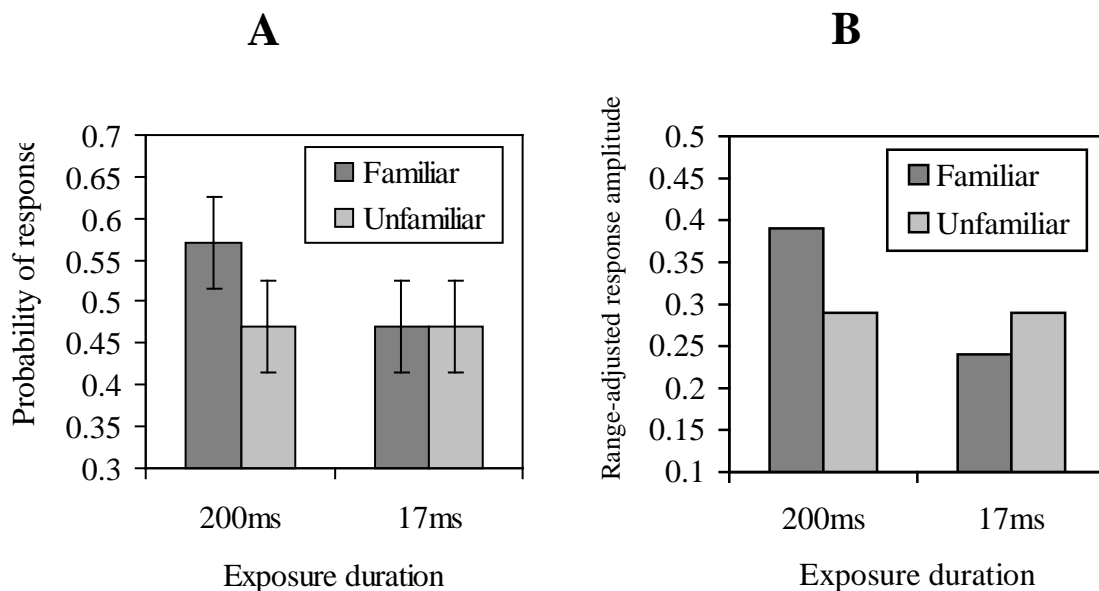 A
Probability of response
0.7
0.65
0.6
0.55
0.5
0.45
0.4
0.35
0.3
Familiar
Unfamiliar
200ms 17ms
Exposure duration
B
Range-adjusted response amplitude
0.5
0.45
0.4
0.35
0.3
0.25
0.2
0.15
0.1
Familiar
Unfamiliar
200ms 17ms
Exposure duration